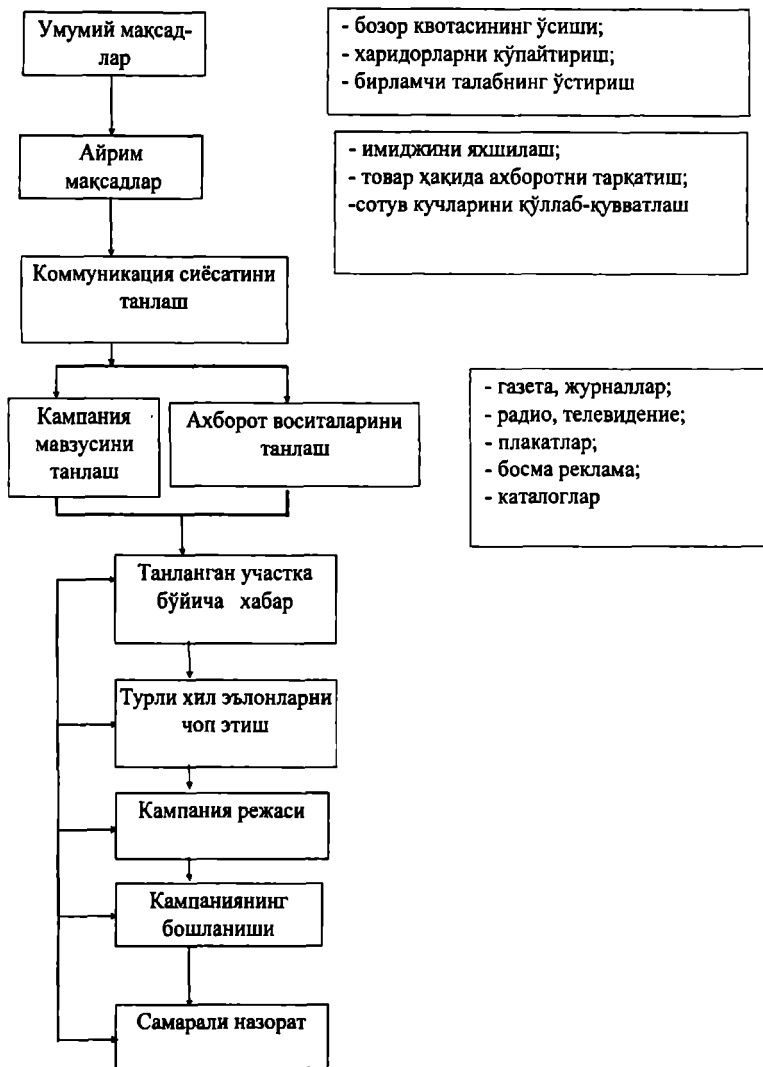 Умумий мақсад-
лар
- бозор квотасининг ўсиши;
- харидорларни кўпайтириш;
- бирламчи талабнинг ўстириш
Айрим
мақсадлар
- имиджини яхшилаш;
- товар ҳақида ахборотни тарқатиш;
-сотув кучларини қўллаб-қувватлаш
Коммуникация сиёсатини
танлаш
Кампания
мавзусини
танлаш
Ахборот воситаларини
танлаш
- газета, журналлар;
- радио, телевидение;
- плакатлар;
- босма реклама;
- каталоглар
Танланган участка
бўйича хабар
Турли хил эълонларни
чоп этиш
Кампания режаси
Кампаниянинг
бошланиши
Самарали назорат